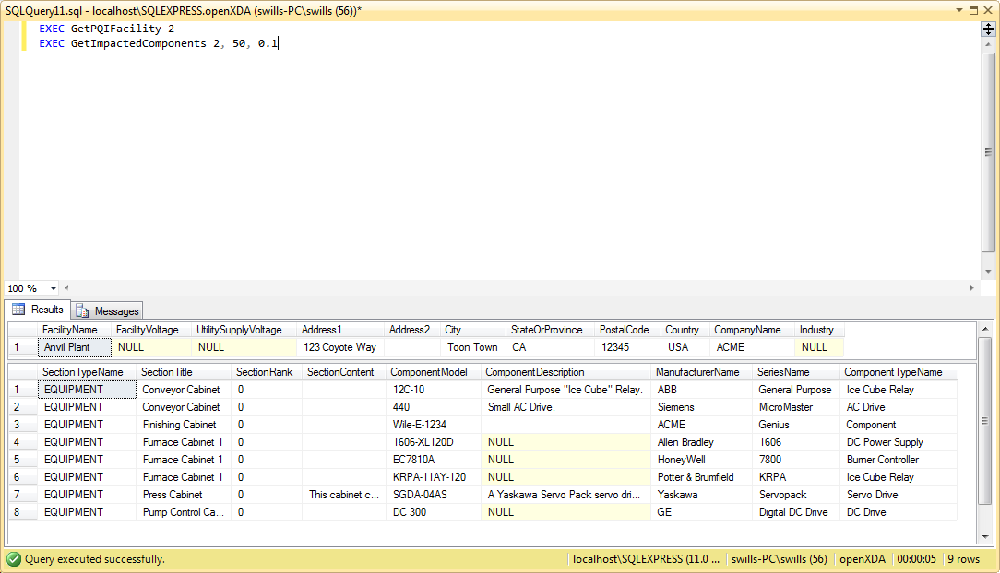 SQLQuery11.sql - localhost\SQLEXPRESS.openXDA (swills-PC\swills (56))*
EXEC GetPQIFacility 2
EXEC GetImpactedComponents 2, 50, 0.1
100 %
Results Messages
FacilityName FacilityVoltage UtilitySupplyVoltage Address1 Address2 City StateOrProvince PostalCode Country CompanyName Industry
1 Anvil Plant NULL NULL 123 Coyote Way Toon Town CA 12345 USA ACME NULL
SectionTypeName SectionTitle SectionRank SectionContent ComponentModel ComponentDescription ManufacturerName SeriesName ComponentTypeName
1 EQUIPMENT Conveyor Cabinet 0 12C-10 General Purpose "Ice Cube" Relay. ABB General Purpose Ice Cube Relay
2 EQUIPMENT Conveyor Cabinet 0 440 Small AC Drive. Siemens MicroMaster AC Drive
3 EQUIPMENT Finishing Cabinet 0 Wile-E-1234 ACME Genius Component
4 EQUIPMENT Furnace Cabinet 1 0 1606-XL120D NULL Allen Bradley 1606 DC Power Supply
5 EQUIPMENT Furnace Cabinet 1 0 EC7810A NULL HoneyWell 7800 Burner Controller
6 EQUIPMENT Furnace Cabinet 1 0 KRPA-11AY-120 NULL Potter & Brumfield KRPA Ice Cube Relay
7 EQUIPMENT Press Cabinet 0 This cabinet c... SGDA-04AS A Yaskawa Servo Pack servo dri... Yaskawa Servopack Servo Drive
8 EQUIPMENT Pump Control Ca... 0 DC 300 NULL GE Digital DC Drive DC Drive
Query executed successfully. localhost\SQLEXPRESS (11.0 ... swills-PC\swills (56) openXDA 00:00:05 9 rows